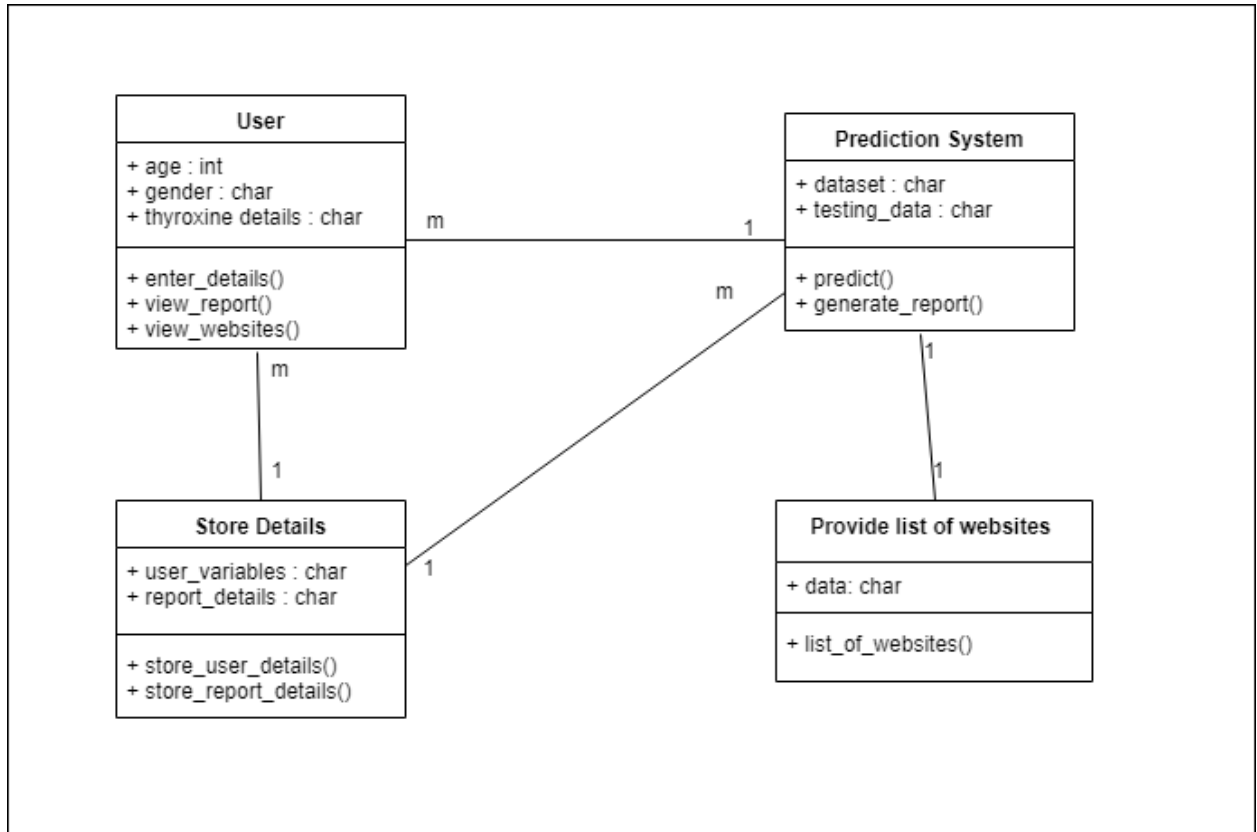 User
+ age : int
+ gender : char
+ thyroxine details : char
+ enter_details()
+ view_report()
+ view_websites()
m
1
Prediction System
+ dataset : char
+ testing_data : char
+ predict()
+ generate_report()
m
1
m
1
Store Details
+ user_variables : char
+ report_details : char
+ store_user_details()
+ store_report_details()
1
1
Provide list of websites
+ data: char
+ list_of_websites()